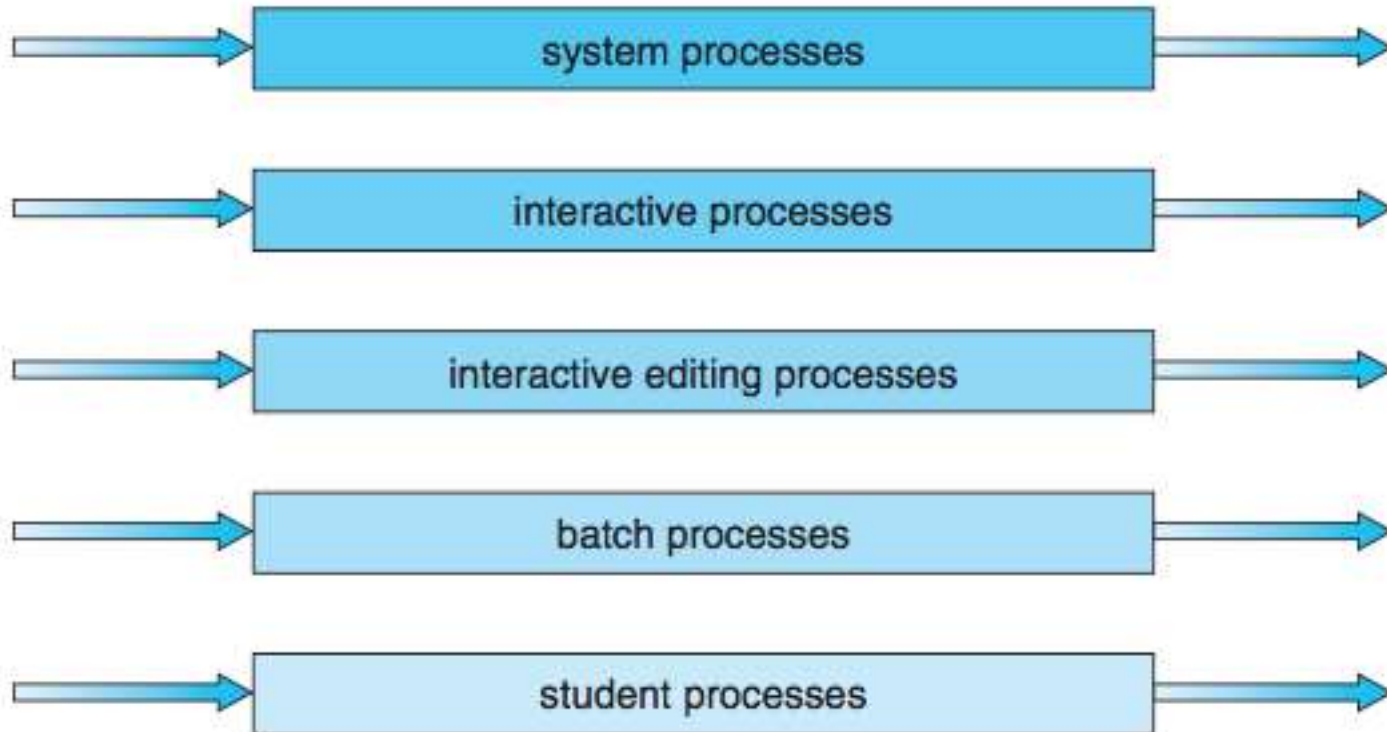 system processes
interactive processes
interactive editing processes
batch processes
student processes